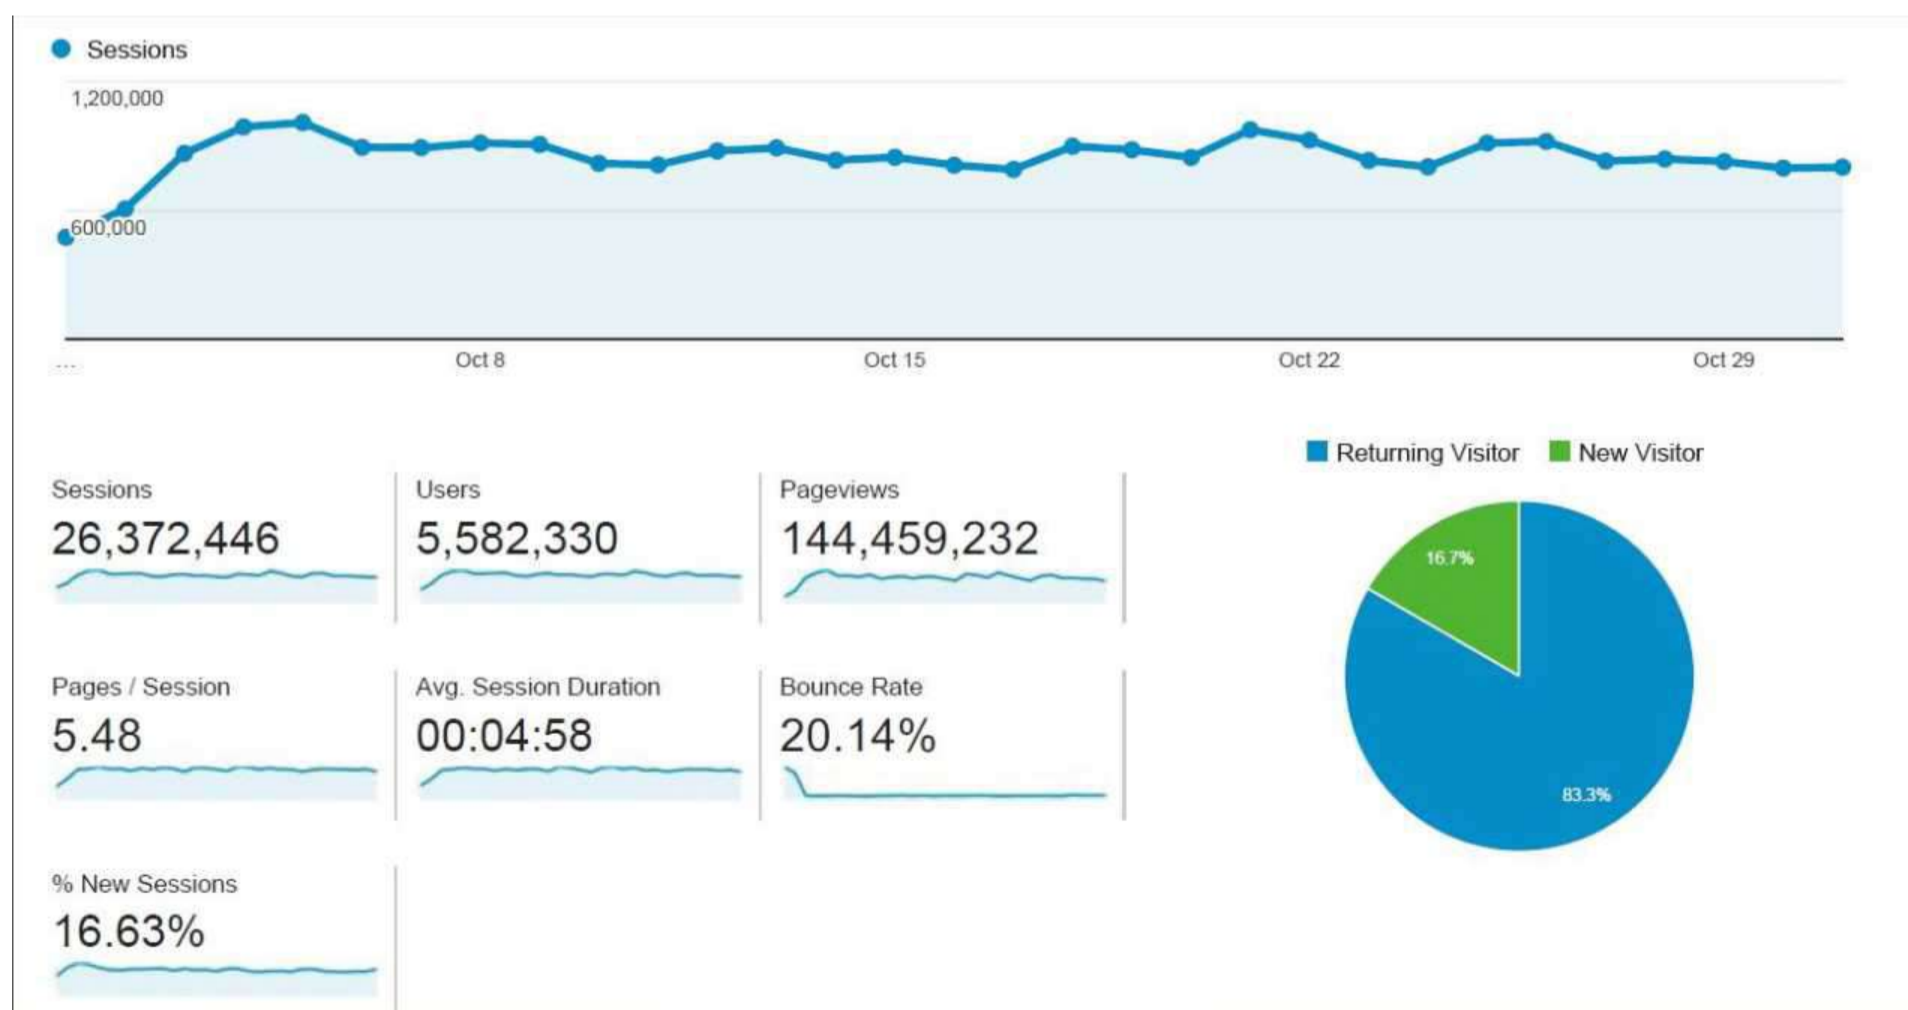 Sessions
1,200,000
600,000
... Oct 8 Oct 15 Oct 22 Oct 29
Returning Visitor New Visitor
Sessions Users Pageviews
26,372,446 5,582,330 144,459,232
16.7%
Pages / Session Avg. Session Duration Bounce Rate
5.48 00:04:58 20.14%
83.3%
% New Sessions
16.63%